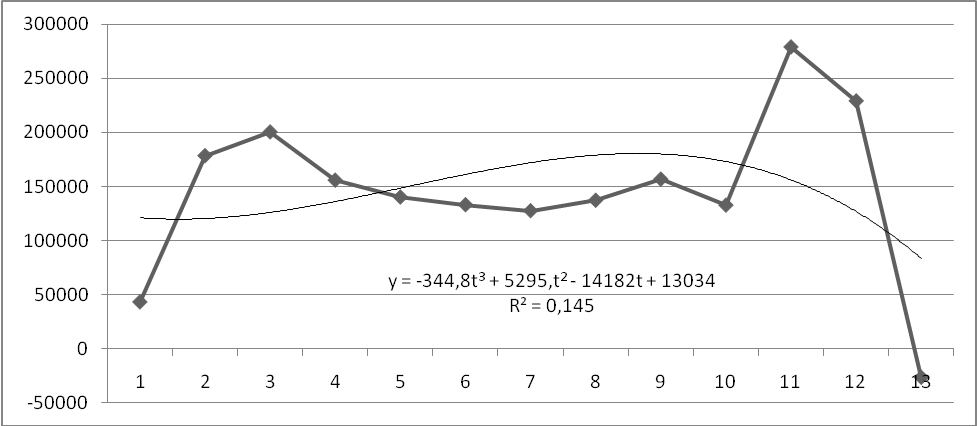 300000
250000
200000
150000
100000
50000
0
-50000
y = -344,8t³ + 5295,t² - 14182t + 13034
R² = 0,145
1 2 3 4 5 6 7 8 9 10 11 12 13